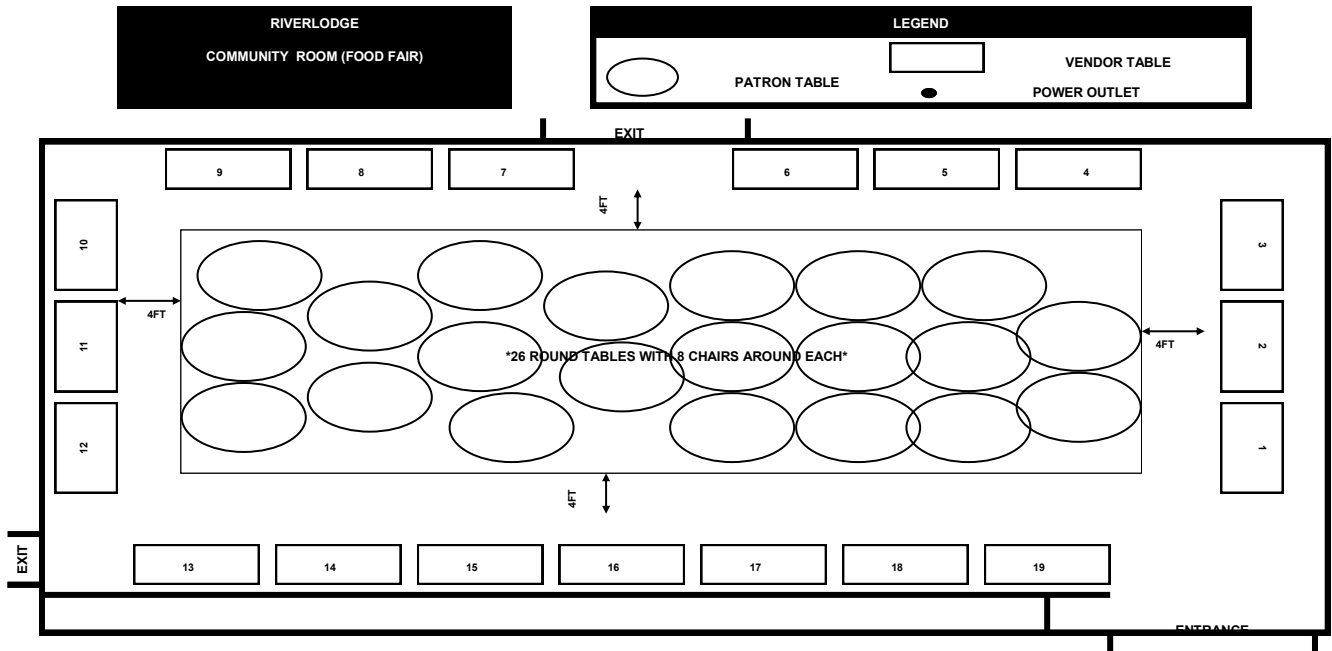 RIVERLODGE
COMMUNITY ROOM (FOOD FAIR)
LEGEND
PATRON TABLE
VENDOR TABLE
POWER OUTLET
EXIT
9
8
7
6
5
4
4FT
10
11
12
3
2
1
4FT
4FT
*26 ROUND TABLES WITH 8 CHAIRS AROUND EACH*
4FT
EXIT
13
14
15
16
17
18
19
ENTRANCE